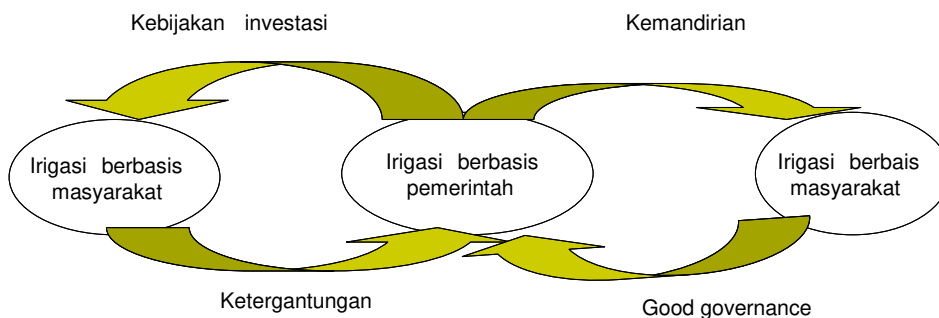 Kebijakan investasi
Kemandirian
Irigasi berbasis
masyarakat
Irigasi berbasis
pemerintah
Irigasi berbais
masyarakat
Ketergantungan
Good governance